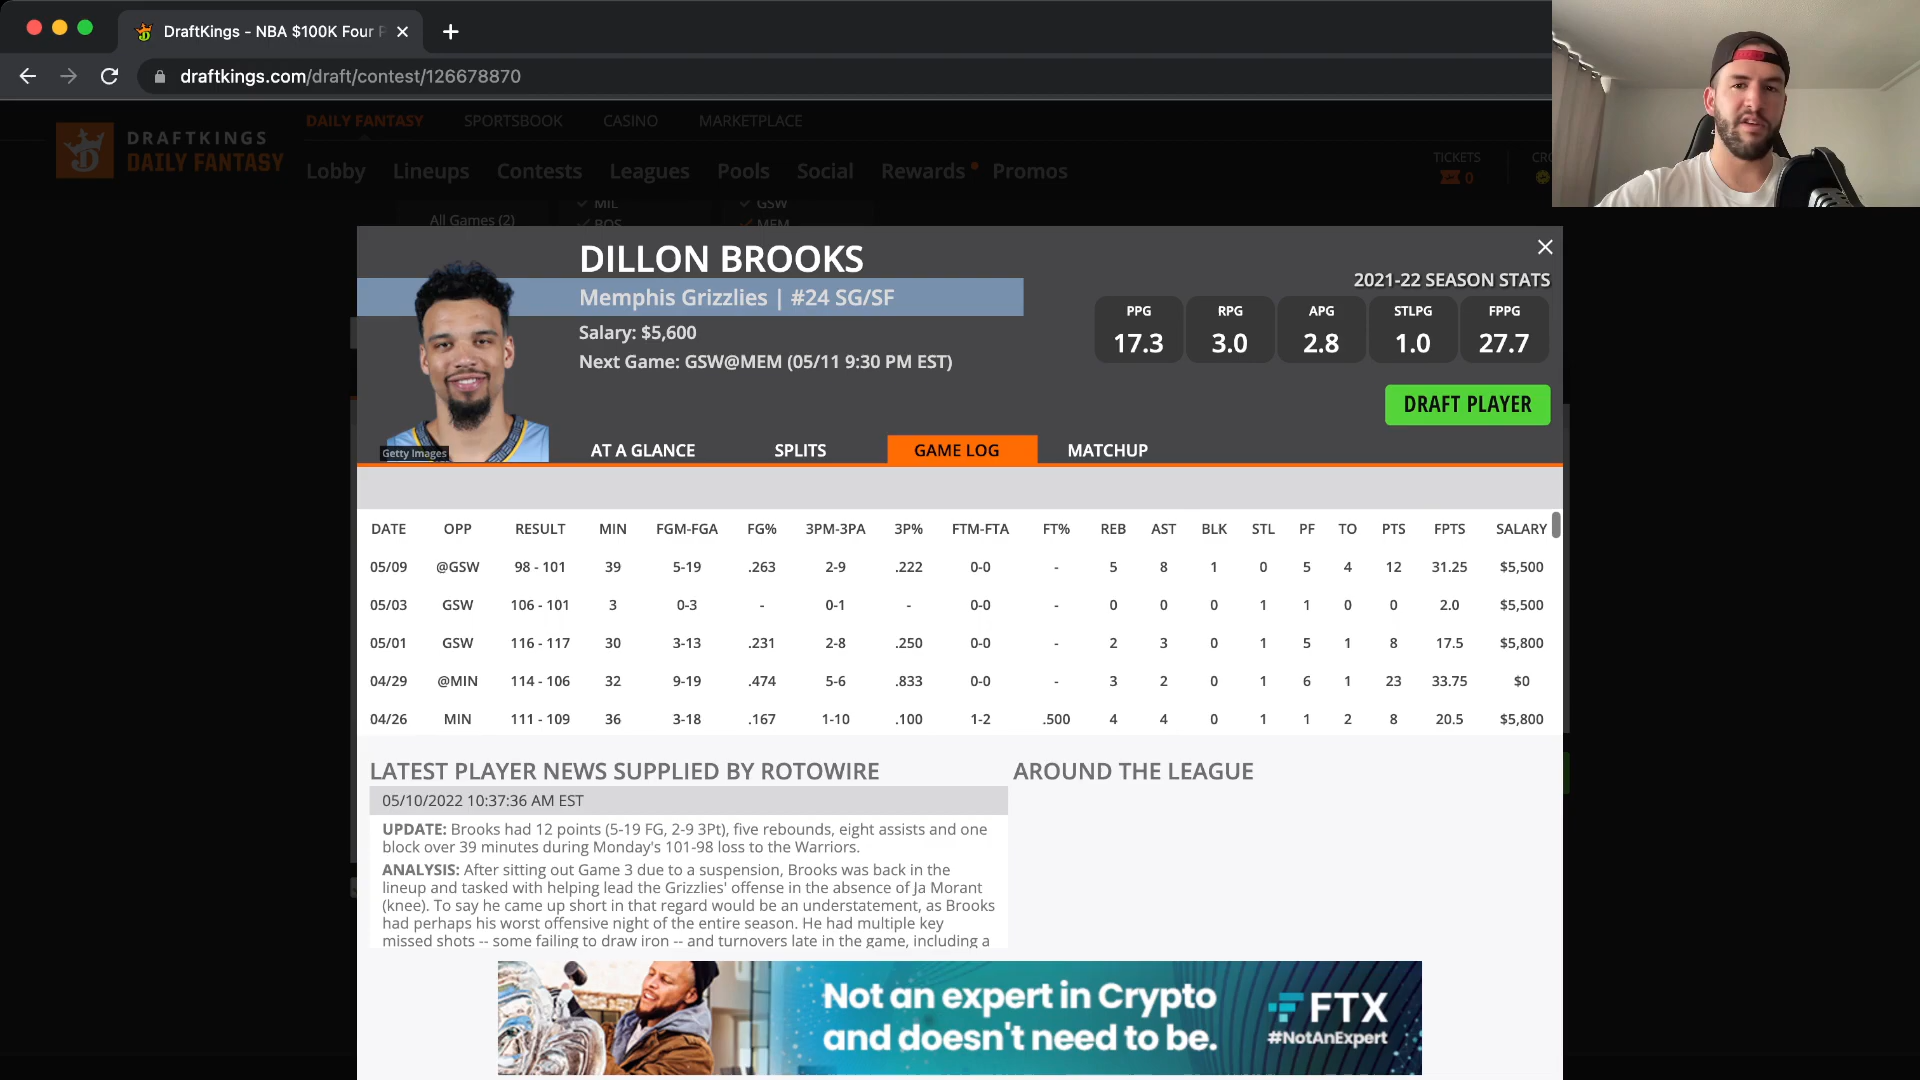 DraftKings - NBA $100K Four P
draftkings.com/draft/contest/126678870
DRAFTKINGS
DAILY FANTASY
DAILY FANTASY SPORTSBOOK CASINO MARKETPLACE
Lobby Lineups Contests Leagues Pools Social Rewards Promos
TICKETS
0
CRO
All Games (2)
MIL
BOS
GSW
MEM
DILLON BROOKS
Memphis Grizzlies | #24 SG/SF
Salary: $5,600
Next Game: GSW@MEM (05/11 9:30 PM EST)
Getty Images
2021-22 SEASON STATS
PPG RPG APG STLPG FPPG
17.3 3.0 2.8 1.0 27.7
DRAFT PLAYER
AT A GLANCE SPLITS GAME LOG MATCHUP
DATE OPP RESULT MIN FGM-FGA FG% 3PM-3PA 3P% FTM-FTA FT% REB AST BLK STL PF TO PTS FPTS SALARY
05/09 @GSW 98 - 101 39 5-19 .263 2-9 .222 0-0 - 5 8 1 0 5 4 12 31.25 $5,500
05/03 GSW 106 - 101 3 0-3 - 0-1 - 0-0 - 0 0 0 1 1 0 0 2.0 $5,500
05/01 GSW 116 - 117 30 3-13 .231 2-8 .250 0-0 - 2 3 0 1 5 1 8 17.5 $5,800
04/29 @MIN 114 - 106 32 9-19 .474 5-6 .833 0-0 - 3 2 0 1 6 1 23 33.75 $0
04/26 MIN 111 - 109 36 3-18 .167 1-10 .100 1-2 .500 4 4 0 1 1 2 8 20.5 $5,800
LATEST PLAYER NEWS SUPPLIED BY ROTOWIRE
AROUND THE LEAGUE
05/10/2022 10:37:36 AM EST
UPDATE: Brooks had 12 points (5-19 FG, 2-9 3Pt), five rebounds, eight assists and one
block over 39 minutes during Monday's 101-98 loss to the Warriors.
ANALYSIS: After sitting out Game 3 due to a suspension, Brooks was back in the
lineup and tasked with helping lead the Grizzlies' offense in the absence of Ja Morant
(knee). To say he came up short in that regard would be an understatement, as Brooks
had perhaps his worst offensive night of the entire season. He had multiple key
missed shots -- some failing to draw iron -- and turnovers late in the game, including a
Not an expert in Crypto
and doesn't need to be.
FTX
#NotAnExpert